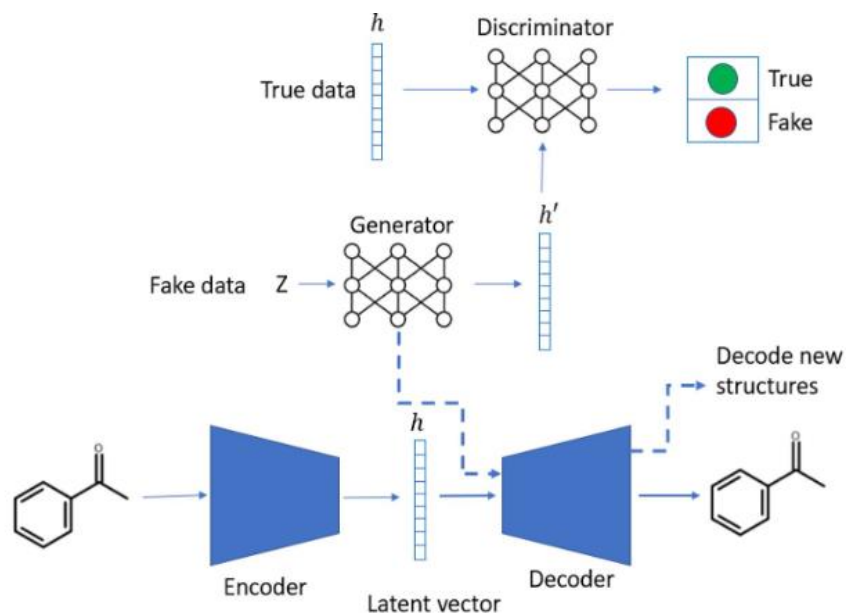 h
Discriminator
True data
True
Fake
Generator
h′
Fake data Z
Decode new
structures
h
O
O
Encoder
Latent vector
Decoder